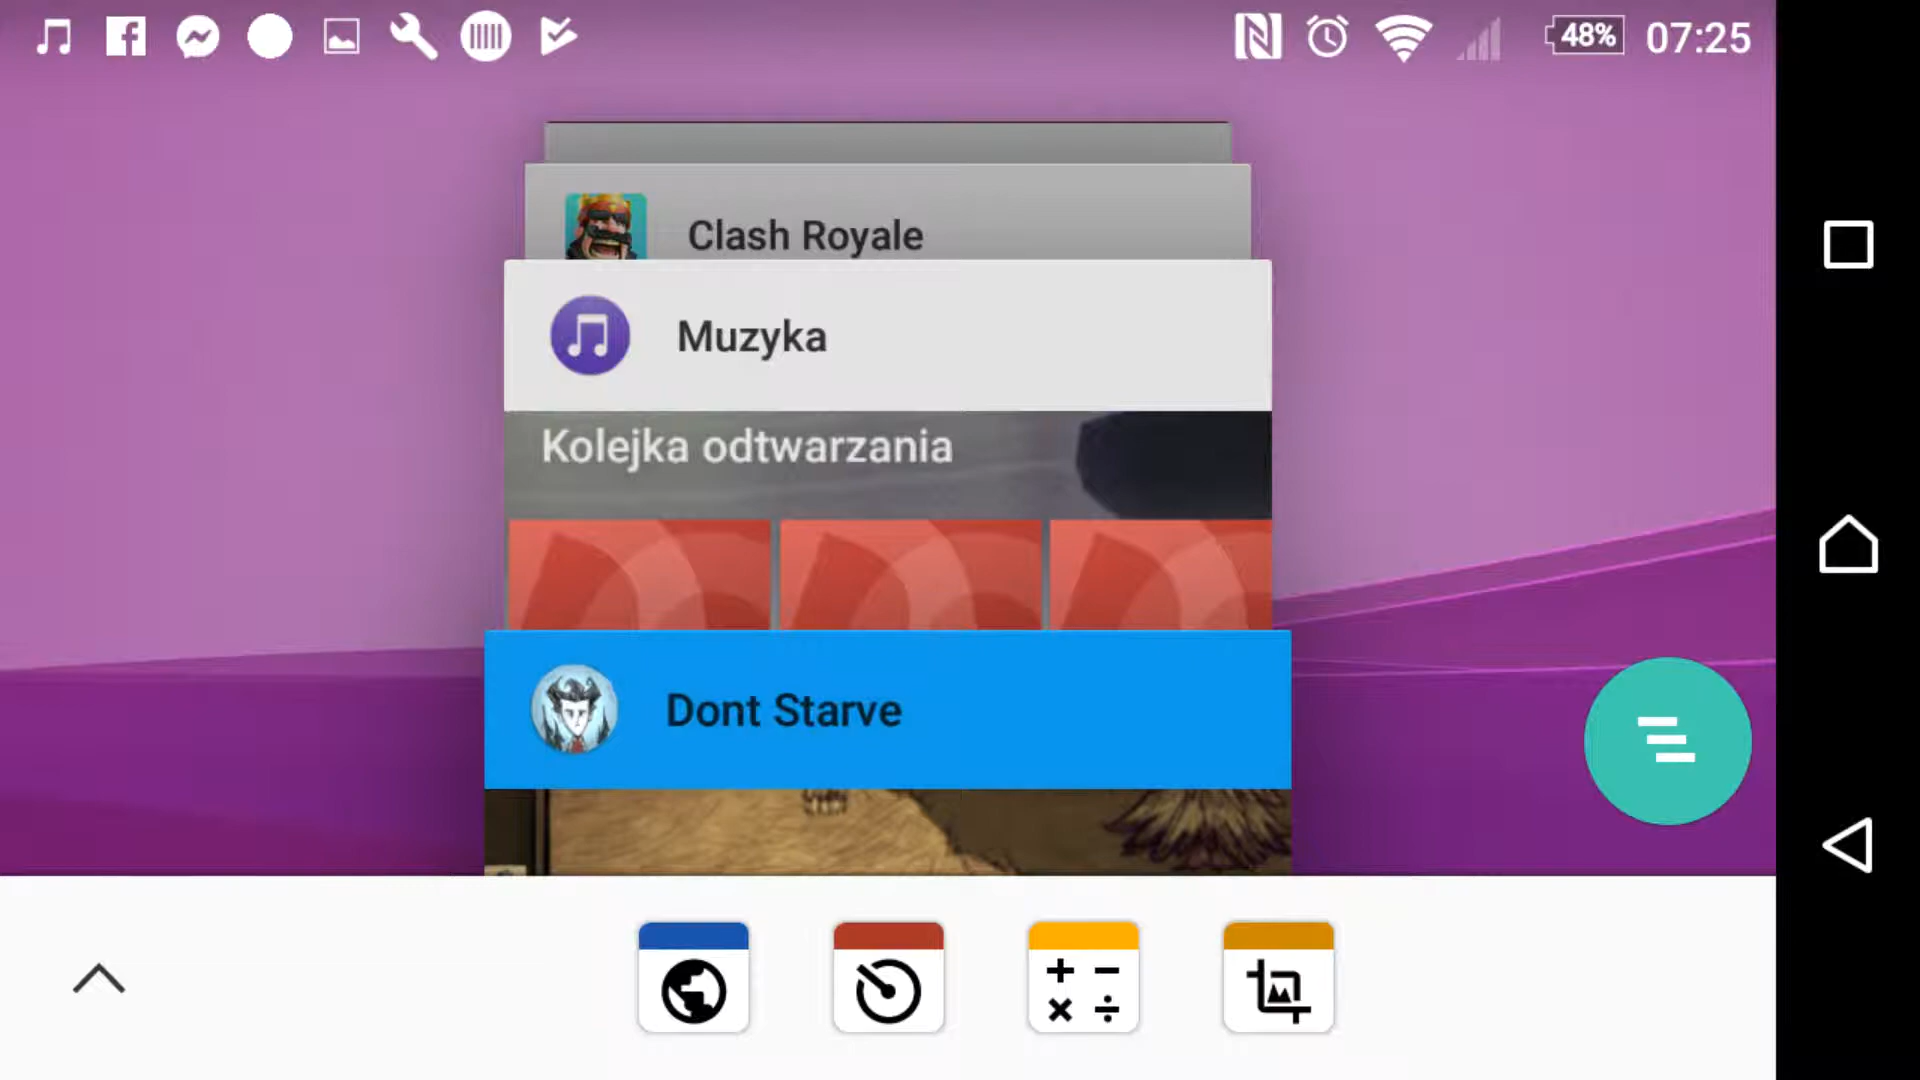 48% 07:25
Clash Royale
Muzyka
Kolejka odtwarzania
Dont Starve